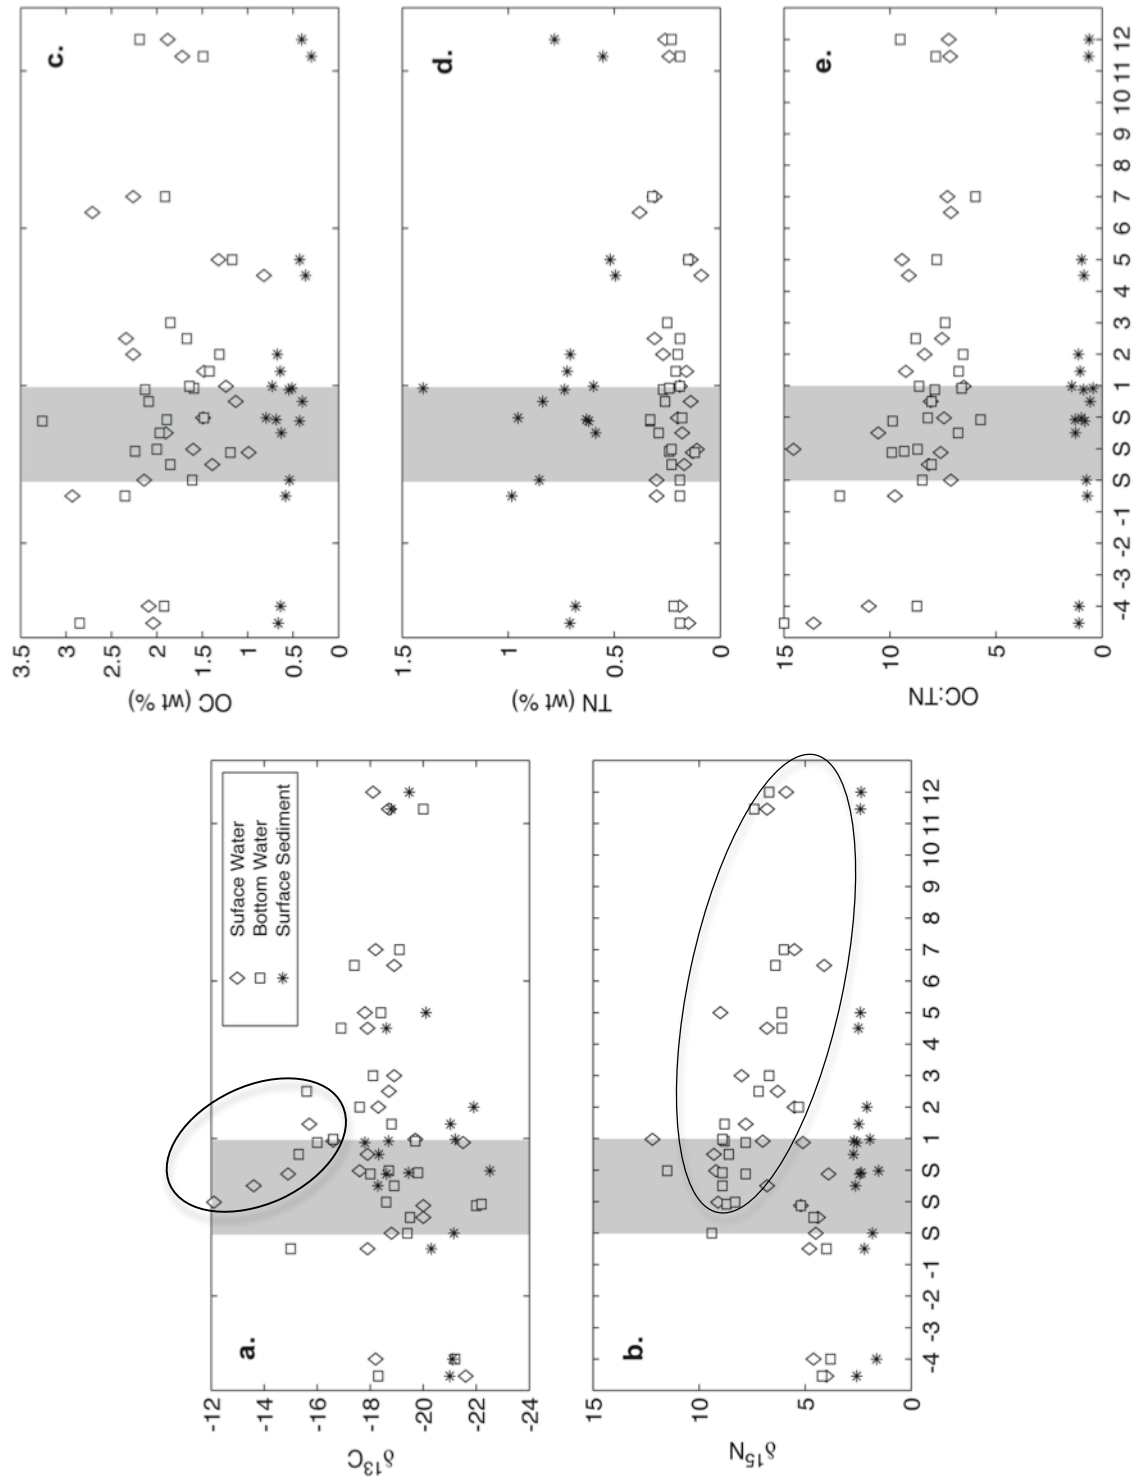 a.
-12
-14
-16
-18
-20
-22
-24
δ13C
Suface Water
Bottom Water
Surface Sediment
b.
15
10
5
0
δ15N
-4 -3 -2 -1 S S S 1 2 3 4 5 6 7 8 9 10 11 12
c.
3.5
3
2.5
2
1.5
1
0.5
0
OC (wt %)
d.
1.5
1
0.5
0
TN (wt %)
e.
15
10
5
0
OC:TN
-4 -3 -2 -1 S S S 1 2 3 4 5 6 7 8 9 10 11 12